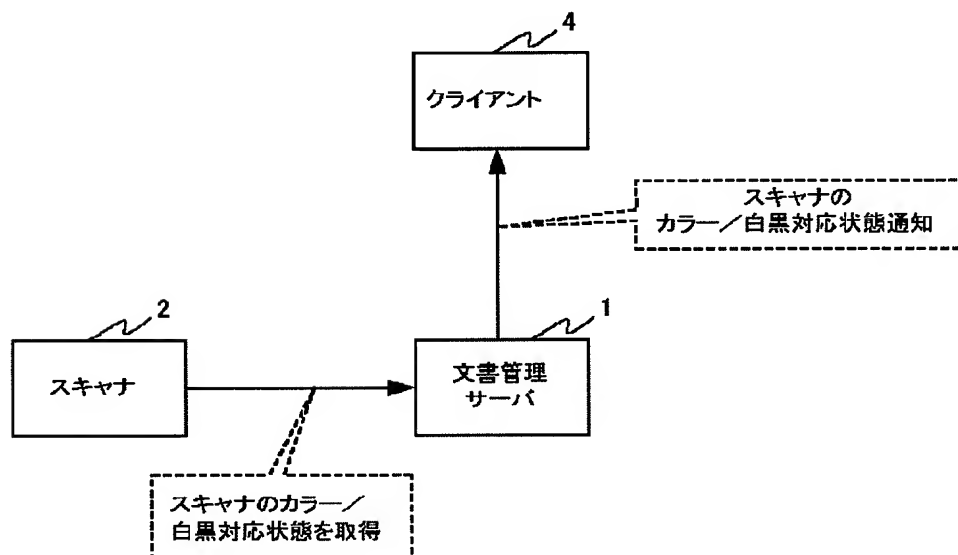 4
クライアント
スキャナの
カラー／白黒対応状態通知
2
1
スキャナ
文書管理
サーバ
スキャナのカラー／
白黒対応状態を取得